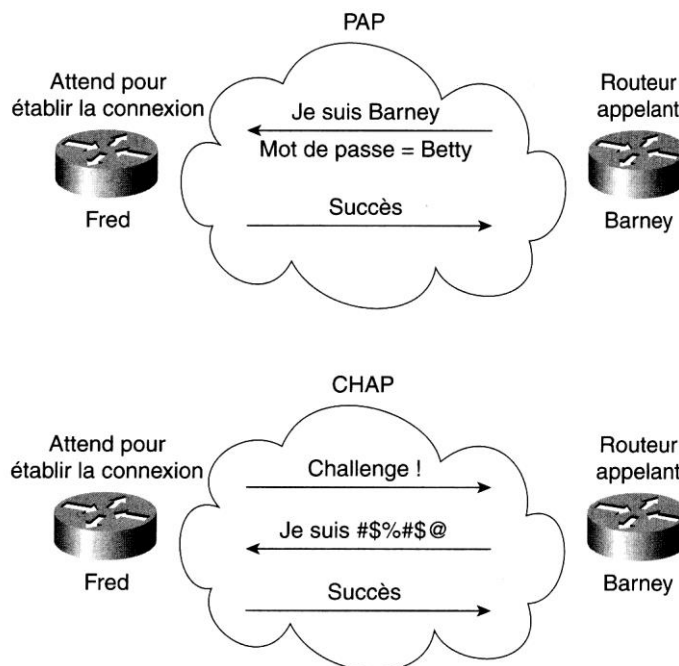 PAP
Attend pour
établir la connexion
Routeur
appelant
Je suis Barney
Mot de passe = Betty
Succès
Fred
Barney
CHAP
Attend pour
établir la connexion
Routeur
appelant
Challenge !
Je suis #$%#$@
Succès
Fred
Barney